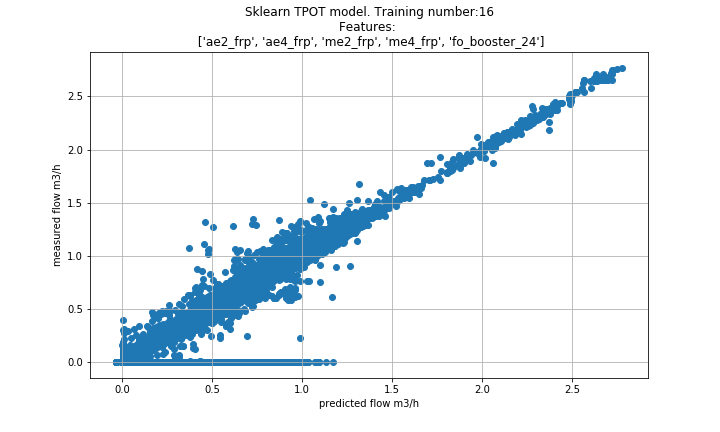 Sklearn TPOT model. Training number:16
Features:
['ae2_frp', 'ae4_frp', 'me2_frp', 'me4_frp', 'fo_booster_24']
measured flow m3/h
2.5
2.0
1.5
1.0
0.5
0.0
0.0 0.5 1.0 1.5 2.0 2.5
predicted flow m3/h